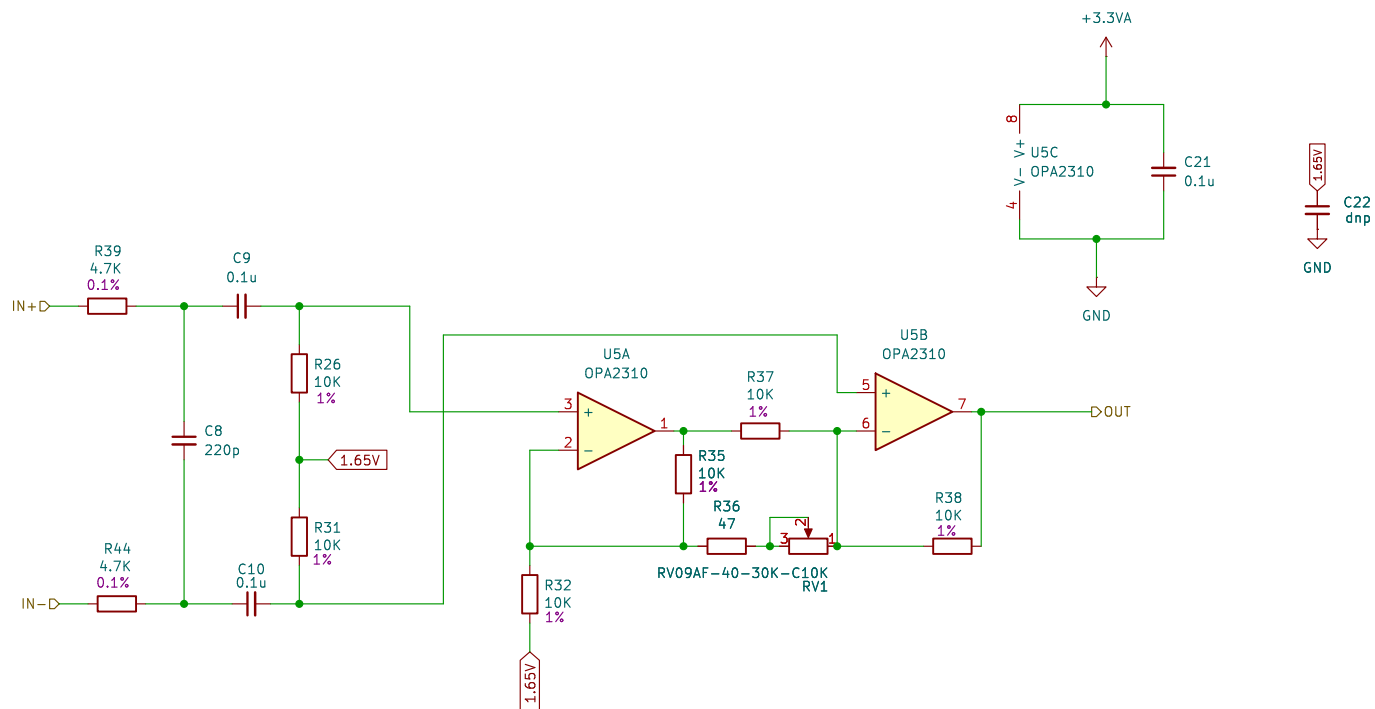 +3.3VA
8
V+
U5C
V-
OPA2310
4
C21
0.1u
1.65V
C22
dnp
GND
GND
R39
4.7K
0.1%
C9
0.1u
IN+
R26
10K
1%
U5A
OPA2310
U5B
OPA2310
R37
10K
1%
3
+
2
−
1
5
+
6
−
7
OUT
C8
220p
1.65V
R35
10K
1%
R36
47
2
3
1
R38
10K
1%
R31
10K
1%
RV09AF-40-30K-C10K
RV1
R44
4.7K
0.1%
C10
0.1u
IN-
R32
10K
1%
1.65V